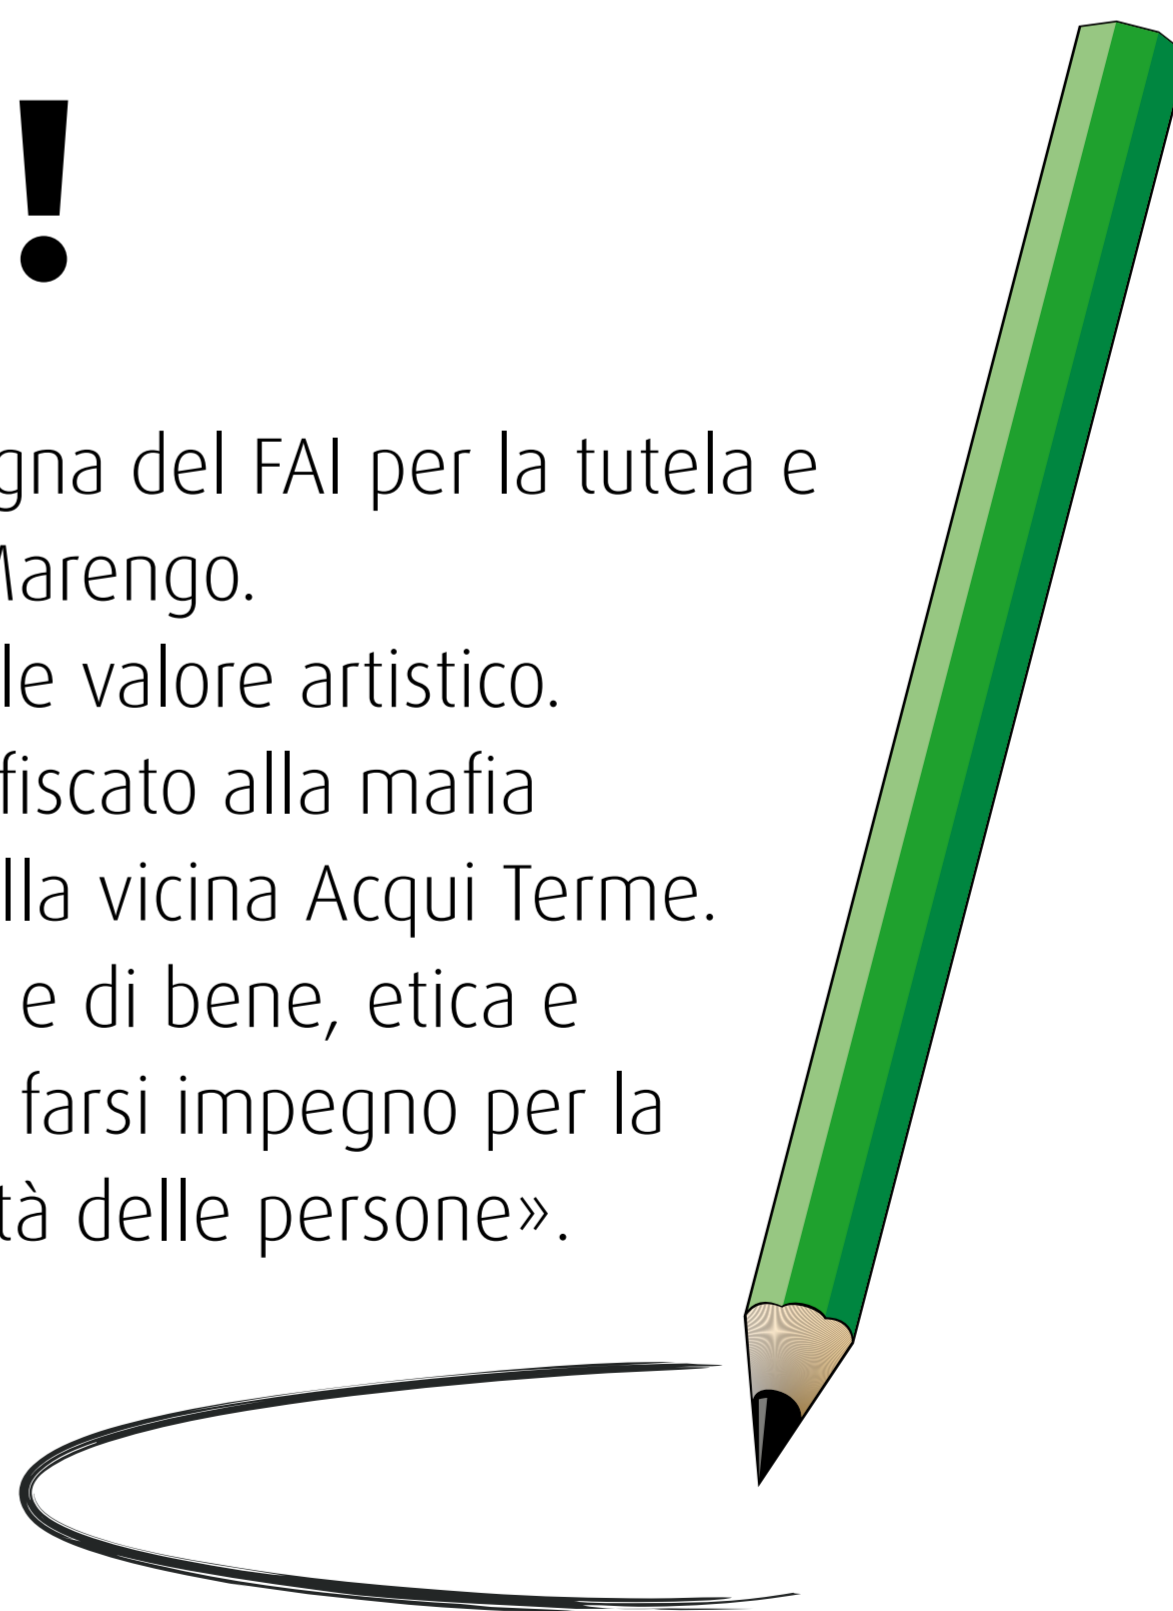 !
gna del FAI per la tutela e
Marengo.
le valore artistico.
fiscato alla mafia
lla vicina Acqui Terme.
e di bene, etica e
farsi impegno per la
tà delle persone».